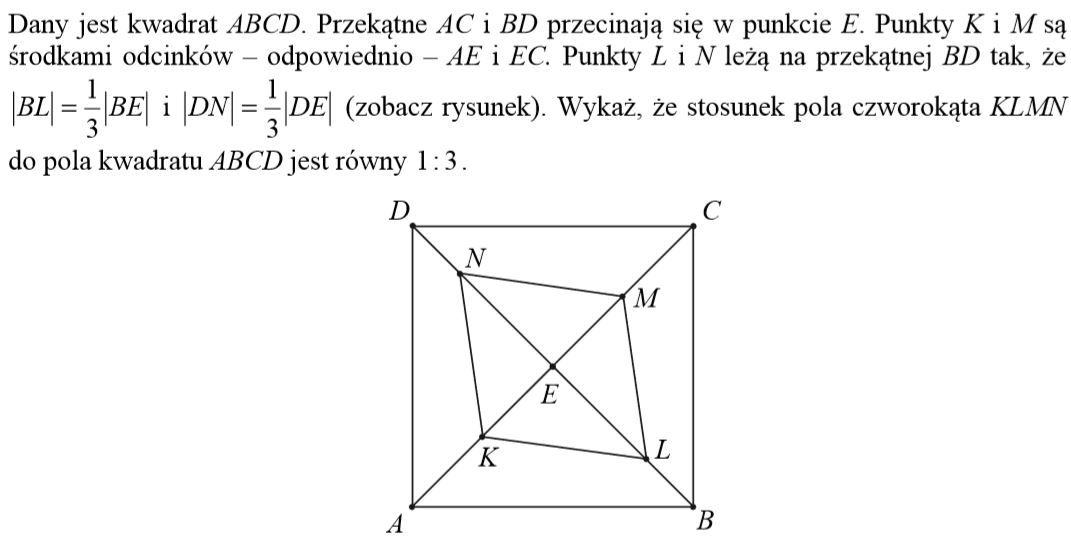 Dany jest kwadrat ABCD. Przekątne AC i BD przecinają się w punkcie E. Punkty K i M są
środkami odcinków – odpowiednio – AE i EC. Punkty L i N leżą na przekątnej BD tak, że
|BL| = 1/3 |BE| i |DN| = 1/3 |DE| (zobacz rysunek). Wykaż, że stosunek pola czworokąta KLMN
do pola kwadratu ABCD jest równy 1 : 3.
D
C
N
M
E
K
L
A
B